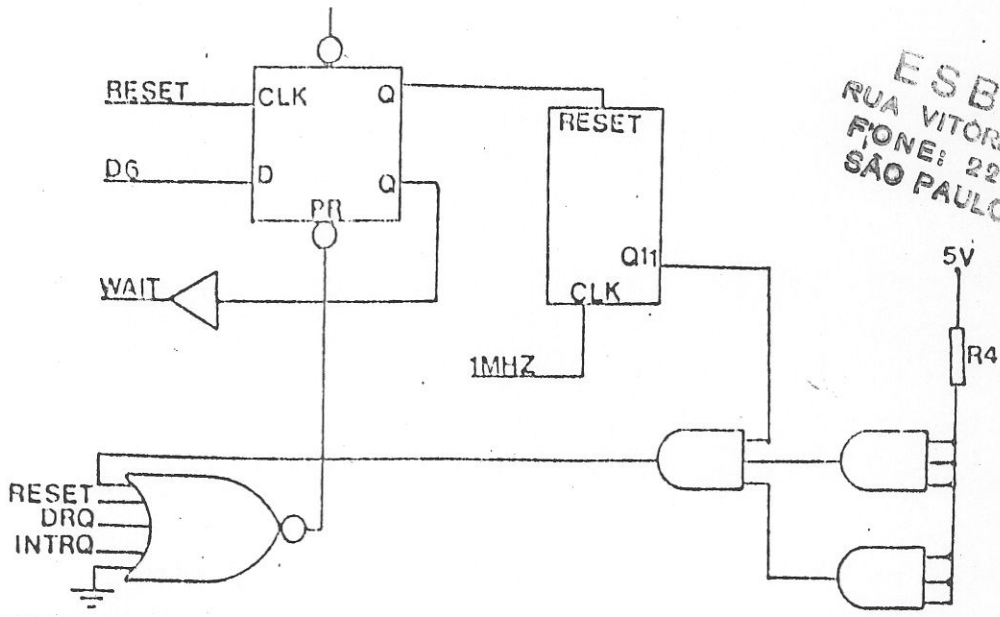 RESET
CLK
Q
D6
D
Q
PR
WAIT
RESET
Q11
CLK
1MHZ
5V
R4
RESET
DRQ
INTRQ
ESB
RUA
FONE: 22
SÃO PAULO